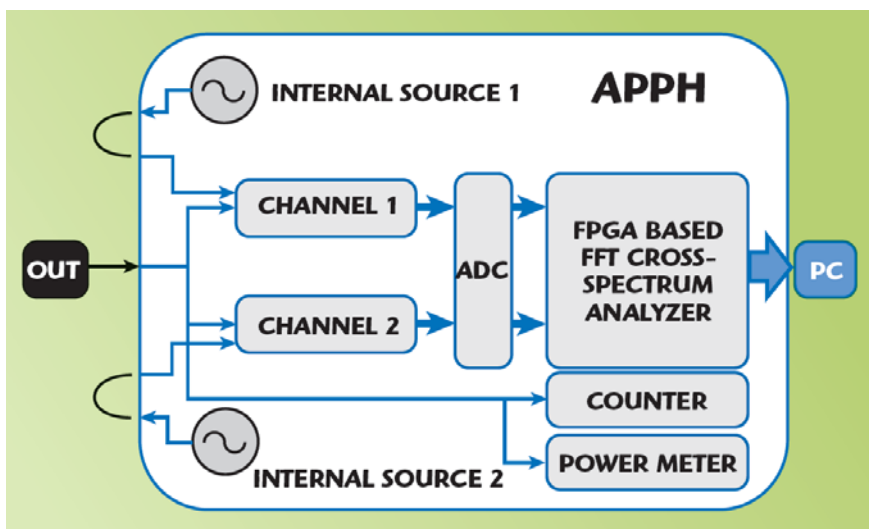 INTERNAL SOURCE 1
APPH
CHANNEL 1
OUT
ADC
FPGA BASED
FFT CROSS-
SPECTRUM
ANALYZER
PC
CHANNEL 2
COUNTER
POWER METER
INTERNAL SOURCE 2